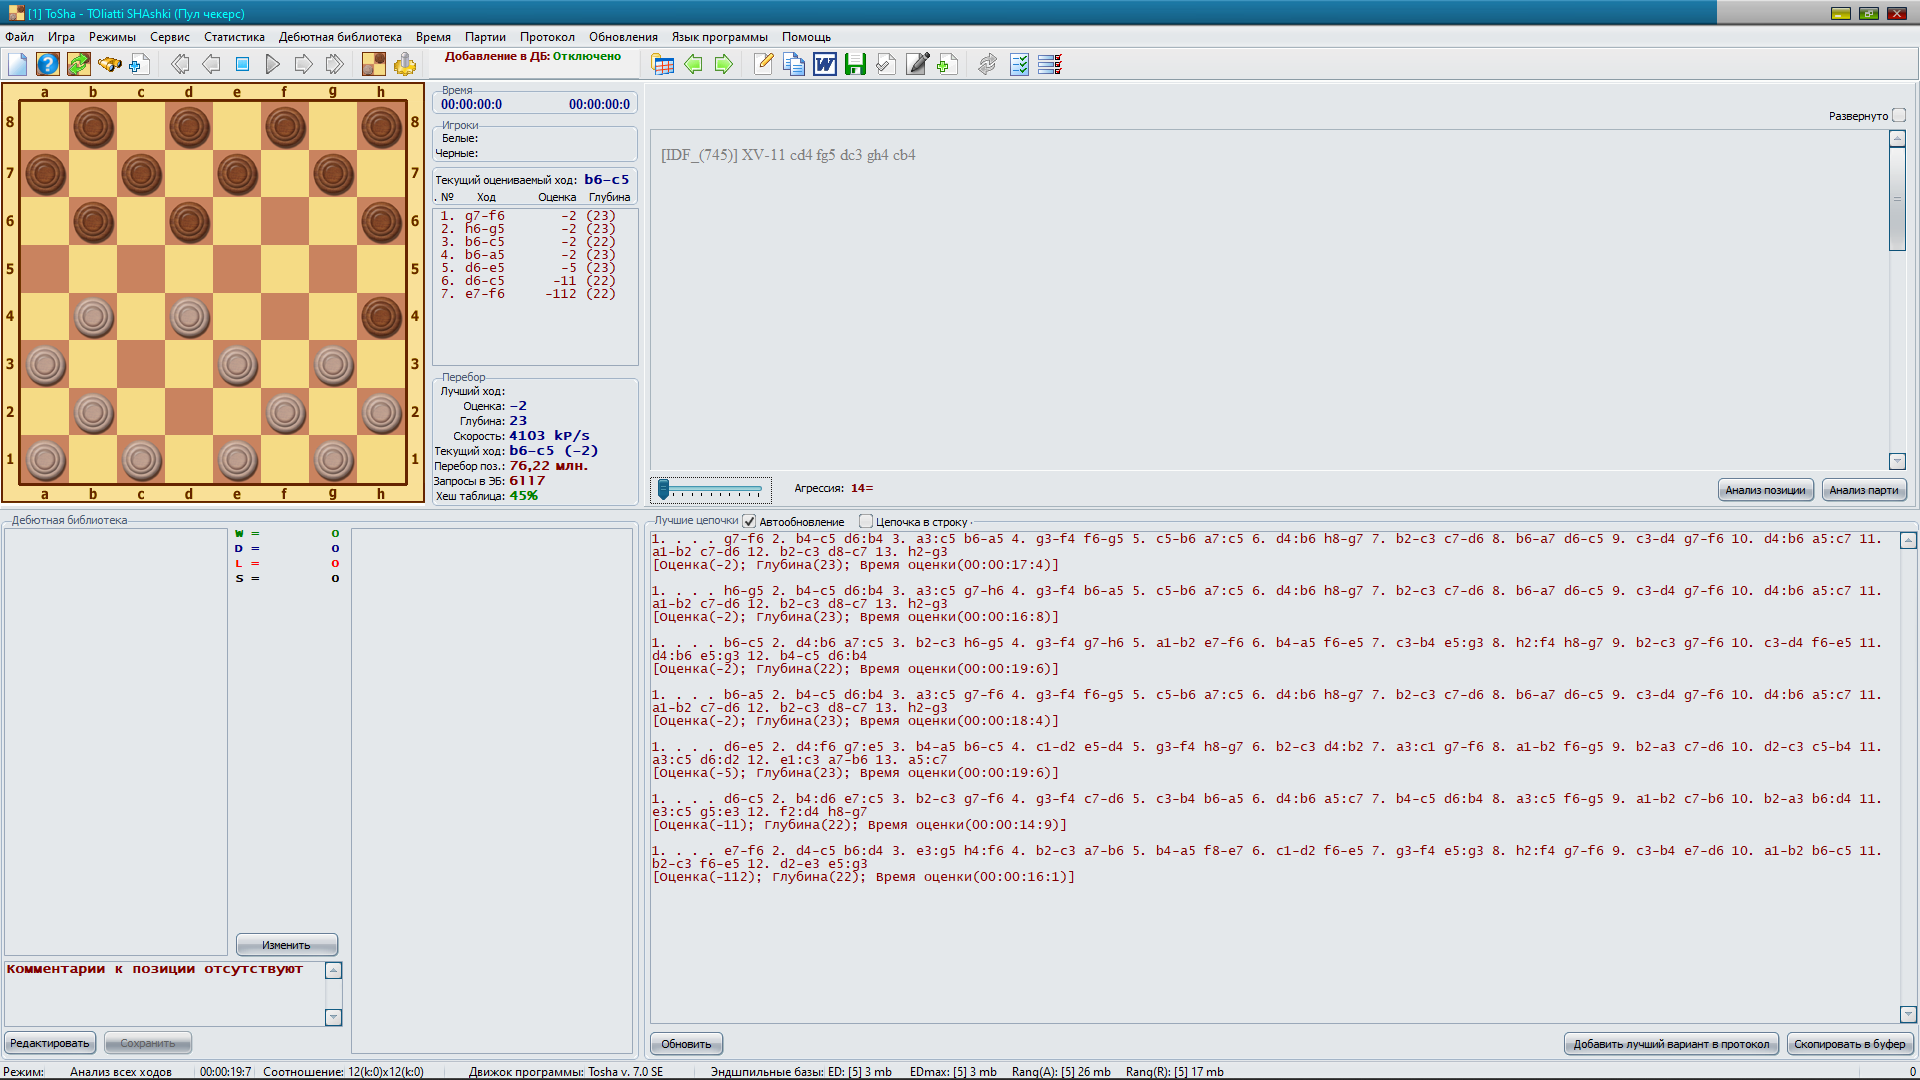 [1] ToSha - TOliatti SHAshki (Пул чекерс)
Файл Игра Режимы Сервис Статистика Дебютная библиотека Время Партии Протокол Обновления Язык программы Помощь
Добавление в ДБ: Отключено
a b c d e f g h
8 8
7 7
6 6
5 5
4 4
3 3
2 2
1 1
a b c d e f g h
Время
00:00:00:0 00:00:00:0
Игроки
Белые:
Черные:
Текущий оцениваемый ход: b6-c5
. № Ход Оценка Глубина
1. g7-f6 -2 (23)
2. h6-g5 -2 (23)
3. b6-c5 -2 (22)
4. b6-a5 -2 (23)
5. d6-e5 -5 (23)
6. d6-c5 -11 (22)
7. e7-f6 -112 (22)
Перебор
Лучший ход:
Оценка: -2
Глубина: 23
Скорость: 4103 kP/s
Текущий ход: b6-c5 (-2)
Перебор поз.: 76,22 млн.
Запросы в ЭБ: 6117
Хеш таблица: 45%
Развернуто
[IDF_(745)] XV-11 cd4 fg5 dc3 gh4 cb4
Агрессия: 14=
Анализ позиции Анализ парти
Дебютная библиотека
W = 0
D = 0
L = 0
S = 0
Изменить
Комментарии к позиции отсутствуют
Редактировать Сохранить
Лучшие цепочки Автообновление Цепочка в строку
1. . . . g7-f6 2. b4-c5 d6:b4 3. a3:c5 b6-a5 4. g3-f4 f6-g5 5. c5-b6 a7:c5 6. d4:b6 h8-g7 7. b2-c3 c7-d6 8. b6-a7 d6-c5 9. c3-d4 g7-f6 10. d4:b6 a5:c7 11.
a1-b2 c7-d6 12. b2-c3 d8-c7 13. h2-g3
[Оценка(-2); Глубина(23); Время оценки(00:00:17:4)]
1. . . . h6-g5 2. b4-c5 d6:b4 3. a3:c5 g7-h6 4. g3-f4 b6-a5 5. c5-b6 a7:c5 6. d4:b6 h8-g7 7. b2-c3 c7-d6 8. b6-a7 d6-c5 9. c3-d4 g7-f6 10. d4:b6 a5:c7 11.
a1-b2 c7-d6 12. b2-c3 d8-c7 13. h2-g3
[Оценка(-2); Глубина(23); Время оценки(00:00:16:8)]
1. . . . b6-c5 2. d4:b6 a7:c5 3. b2-c3 h6-g5 4. g3-f4 g7-h6 5. a1-b2 e7-f6 6. b4-a5 f6-e5 7. c3-b4 e5:g3 8. h2:f4 h8-g7 9. b2-c3 g7-f6 10. c3-d4 f6-e5 11.
d4:b6 e5:g3 12. b4-c5 d6:b4
[Оценка(-2); Глубина(22); Время оценки(00:00:19:6)]
1. . . . b6-a5 2. b4-c5 d6:b4 3. a3:c5 g7-f6 4. g3-f4 f6-g5 5. c5-b6 a7:c5 6. d4:b6 h8-g7 7. b2-c3 c7-d6 8. b6-a7 d6-c5 9. c3-d4 g7-f6 10. d4:b6 a5:c7 11.
a1-b2 c7-d6 12. b2-c3 d8-c7 13. h2-g3
[Оценка(-2); Глубина(23); Время оценки(00:00:18:4)]
1. . . . d6-e5 2. d4:f6 g7:e5 3. b4-a5 b6-c5 4. c1-d2 e5-d4 5. g3-f4 h8-g7 6. b2-c3 d4:b2 7. a3:c1 g7-f6 8. a1-b2 f6-g5 9. b2-a3 c7-d6 10. d2-c3 c5-b4 11.
a3:c5 d6:d2 12. e1:c3 a7-b6 13. a5:c7
[Оценка(-5); Глубина(23); Время оценки(00:00:19:6)]
1. . . . d6-c5 2. b4:d6 e7:c5 3. b2-c3 g7-f6 4. g3-f4 c7-d6 5. c3-b4 b6-a5 6. d4:b6 a5:c7 7. b4-c5 d6:b4 8. a3:c5 f6-g5 9. a1-b2 c7-b6 10. b2-a3 b6:d4 11.
e3:c5 g5:e3 12. f2:d4 h8-g7
[Оценка(-11); Глубина(22); Время оценки(00:00:14:9)]
1. . . . e7-f6 2. d4-c5 b6:d4 3. e3:g5 h4:f6 4. b2-c3 a7-b6 5. b4-a5 f8-e7 6. c1-d2 f6-e5 7. g3-f4 e5:g3 8. h2:f4 g7-f6 9. c3-b4 e7-d6 10. a1-b2 b6-c5 11.
b2-c3 f6-e5 12. d2-e3 e5:g3
[Оценка(-112); Глубина(22); Время оценки(00:00:16:1)]
Обновить Добавить лучший вариант в протокол Скопировать в буфер
Режим: Анализ всех ходов 00:00:19:7 Соотношение: 12(k:0)x12(k:0) Движок программы: Tosha v. 7.0 SE Эндшпильные базы: ED: [5] 3 mb EDmax: [5] 3 mb Rang(A): [5] 26 mb Rang(R): [5] 17 mb 0